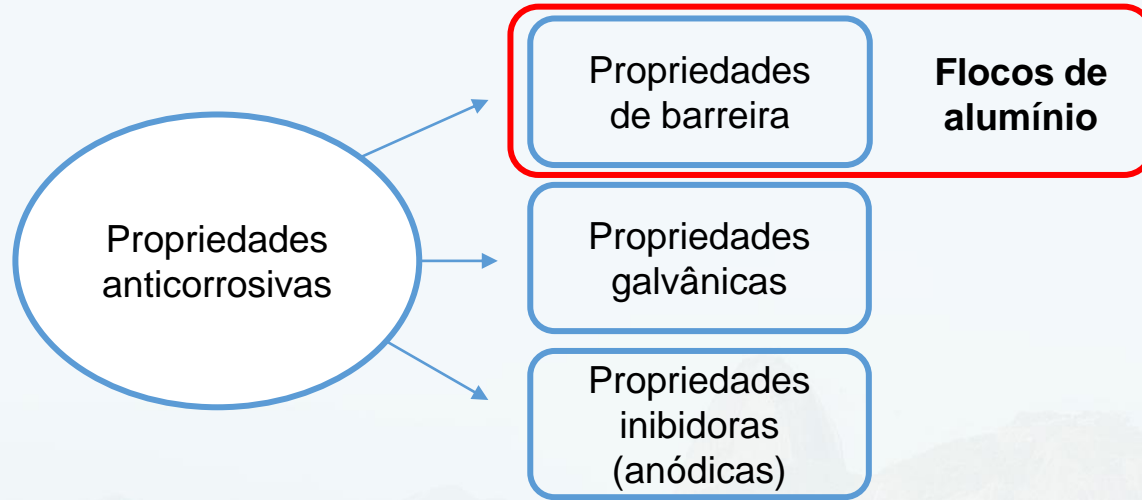 Propriedades
de barreira
Flocos de
alumínio
Propriedades
anticorrosivas
Propriedades
galvânicas
Propriedades
inibidoras
(anódicas)